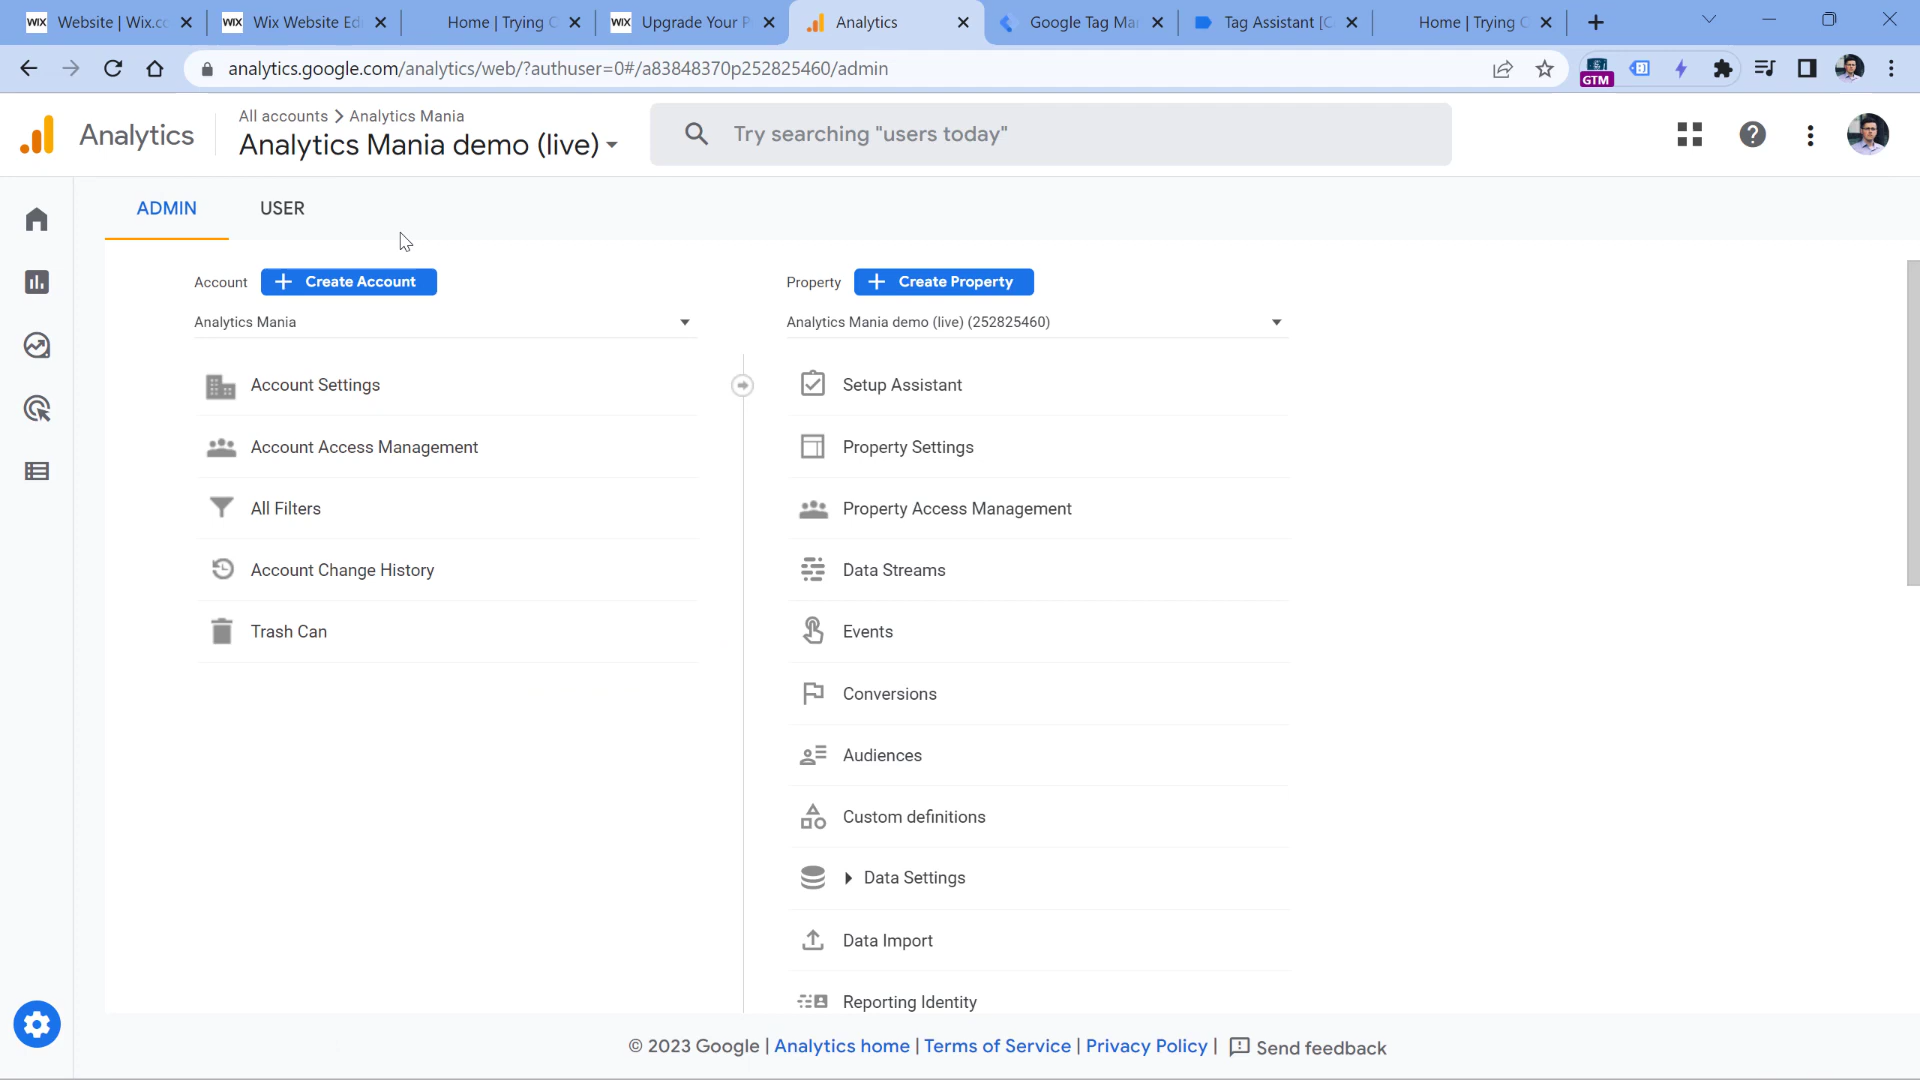 WIX Website | Wix.co
WIX Wix Website Ed
Home | Trying C
WIX Upgrade Your P
Analytics
Google Tag Ma
Tag Assistant [C
Home | Trying C
analytics.google.com/analytics/web/?authuser=0#/a83848370p252825460/admin
GTM
Analytics
All accounts > Analytics Mania
Analytics Mania demo (live)
Try searching "users today"
ADMIN
USER
Account
+ Create Account
Analytics Mania
Account Settings
Account Access Management
All Filters
Account Change History
Trash Can
Property
+ Create Property
Analytics Mania demo (live) (252825460)
Setup Assistant
Property Settings
Property Access Management
Data Streams
Events
Conversions
Audiences
Custom definitions
Data Settings
Data Import
Reporting Identity
© 2023 Google | Analytics home | Terms of Service | Privacy Policy | Send feedback